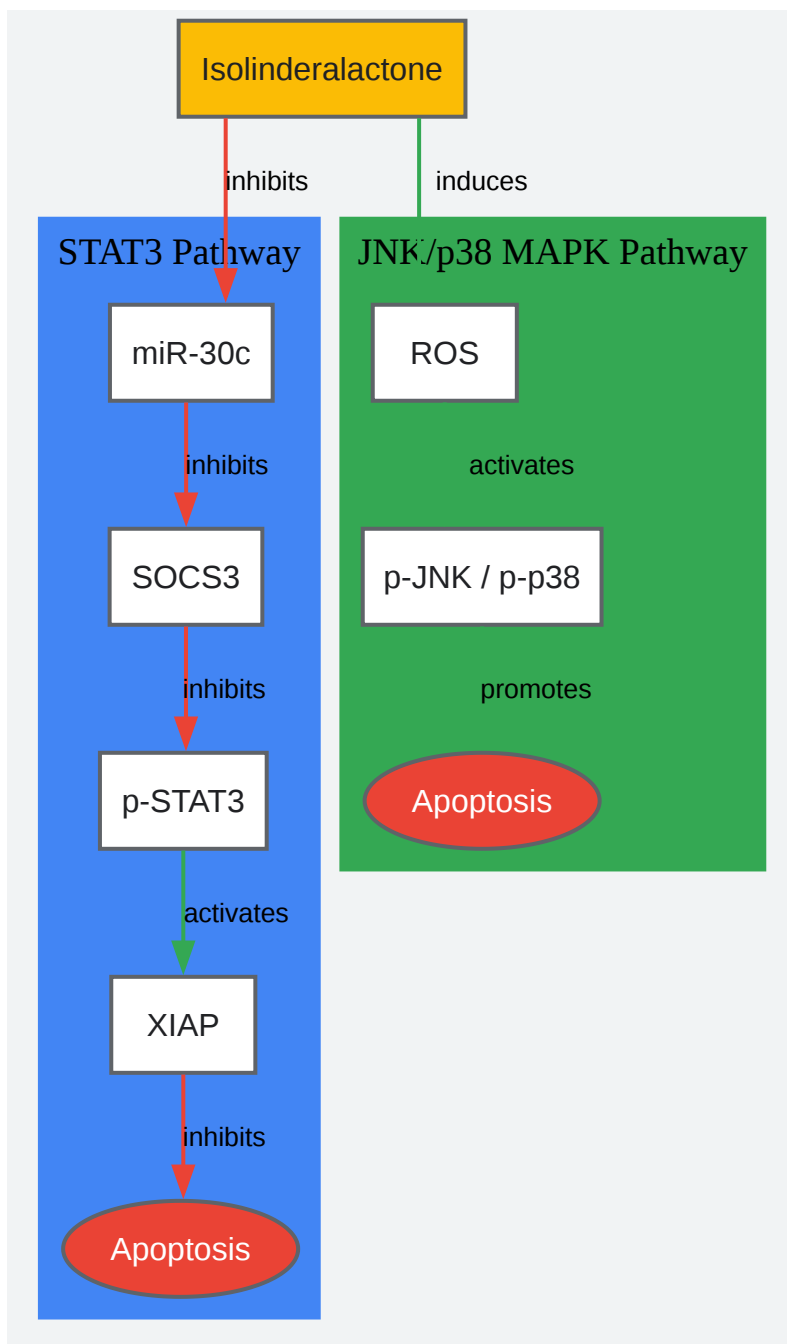 Isolinderalactone
inhibits
induces
STAT3 Pathway
JNK/p38 MAPK Pathway
miR-30c
ROS
inhibits
activates
SOCS3
p-JNK / p-p38
inhibits
promotes
p-STAT3
Apoptosis
activates
XIAP
inhibits
Apoptosis